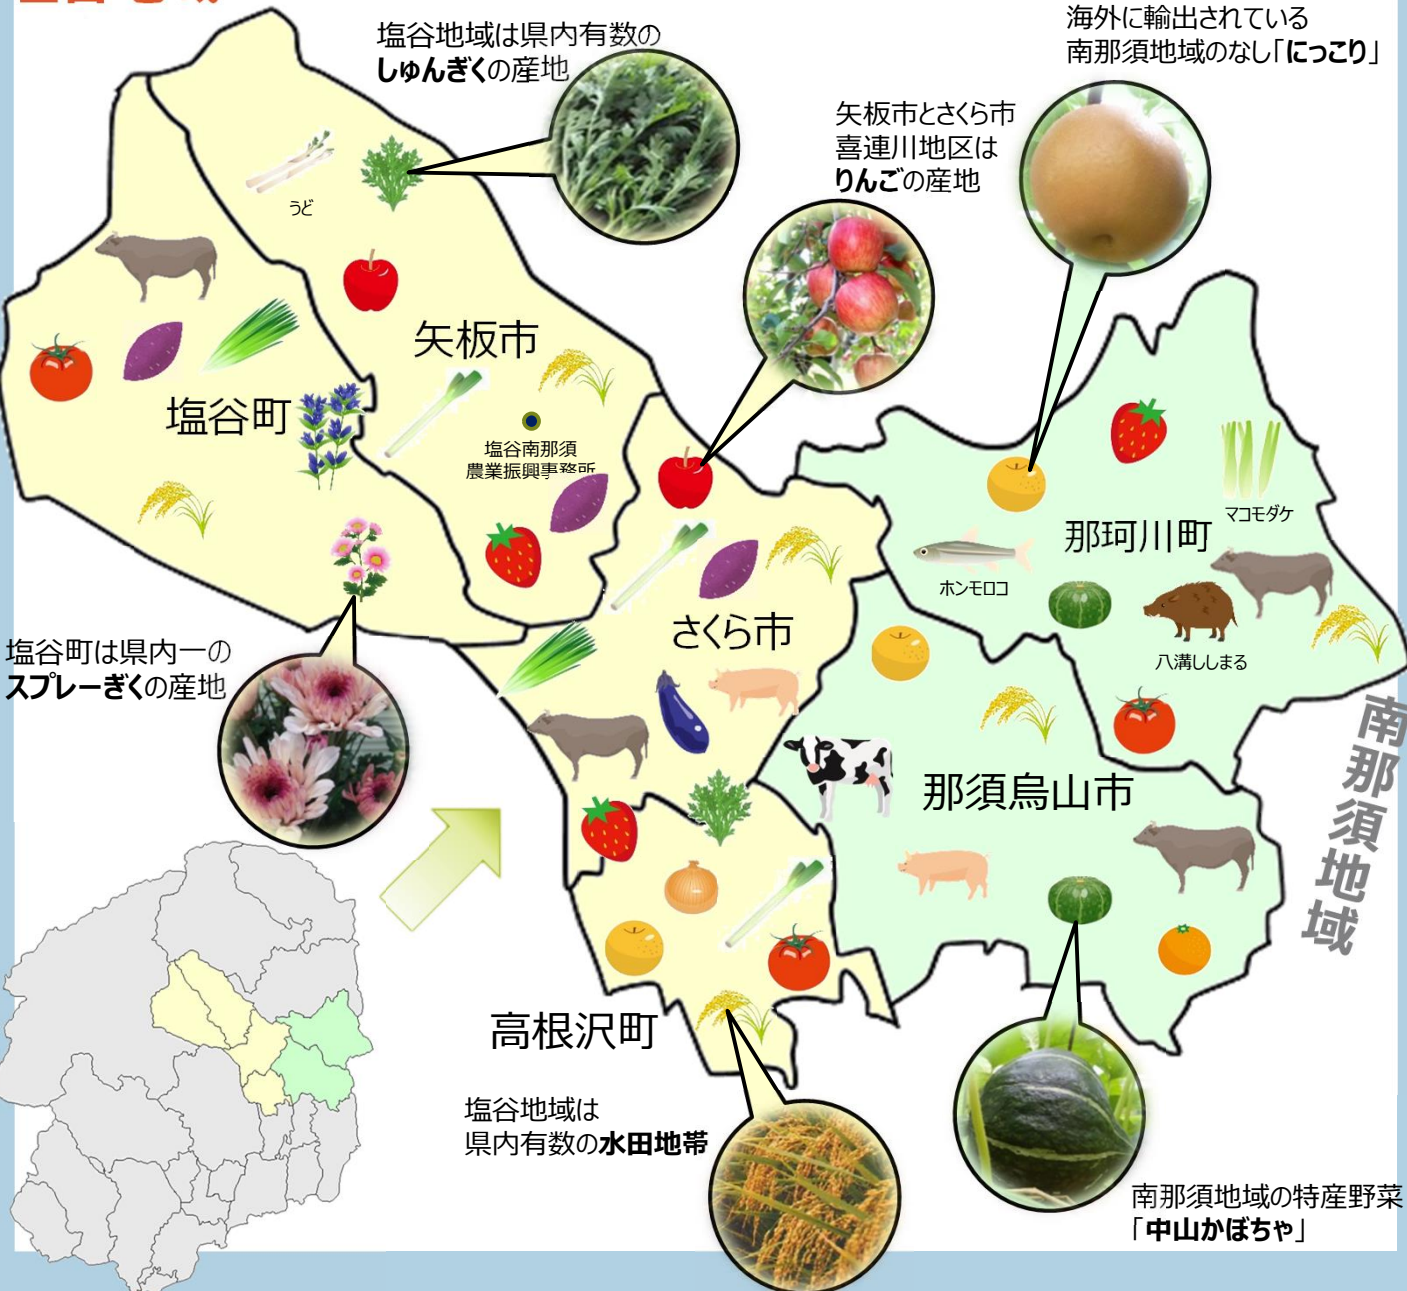 塩谷地域は県内有数の
しゅんぎくの産地
海外に輸出されている
南那須地域のなし「にっこり」
矢板市とさくら市
喜連川地区は
りんごの産地
うど
矢板市
塩谷町
塩谷南那須
農業振興事務所
マコモダケ
那珂川町
ホンモロコ
さくら市
八溝ししまる
塩谷町は県内一の
スプレーぎくの産地
南那須地域
那須烏山市
高根沢町
塩谷地域は
県内有数の水田地帯
南那須地域の特産野菜
「中山かぼちゃ」